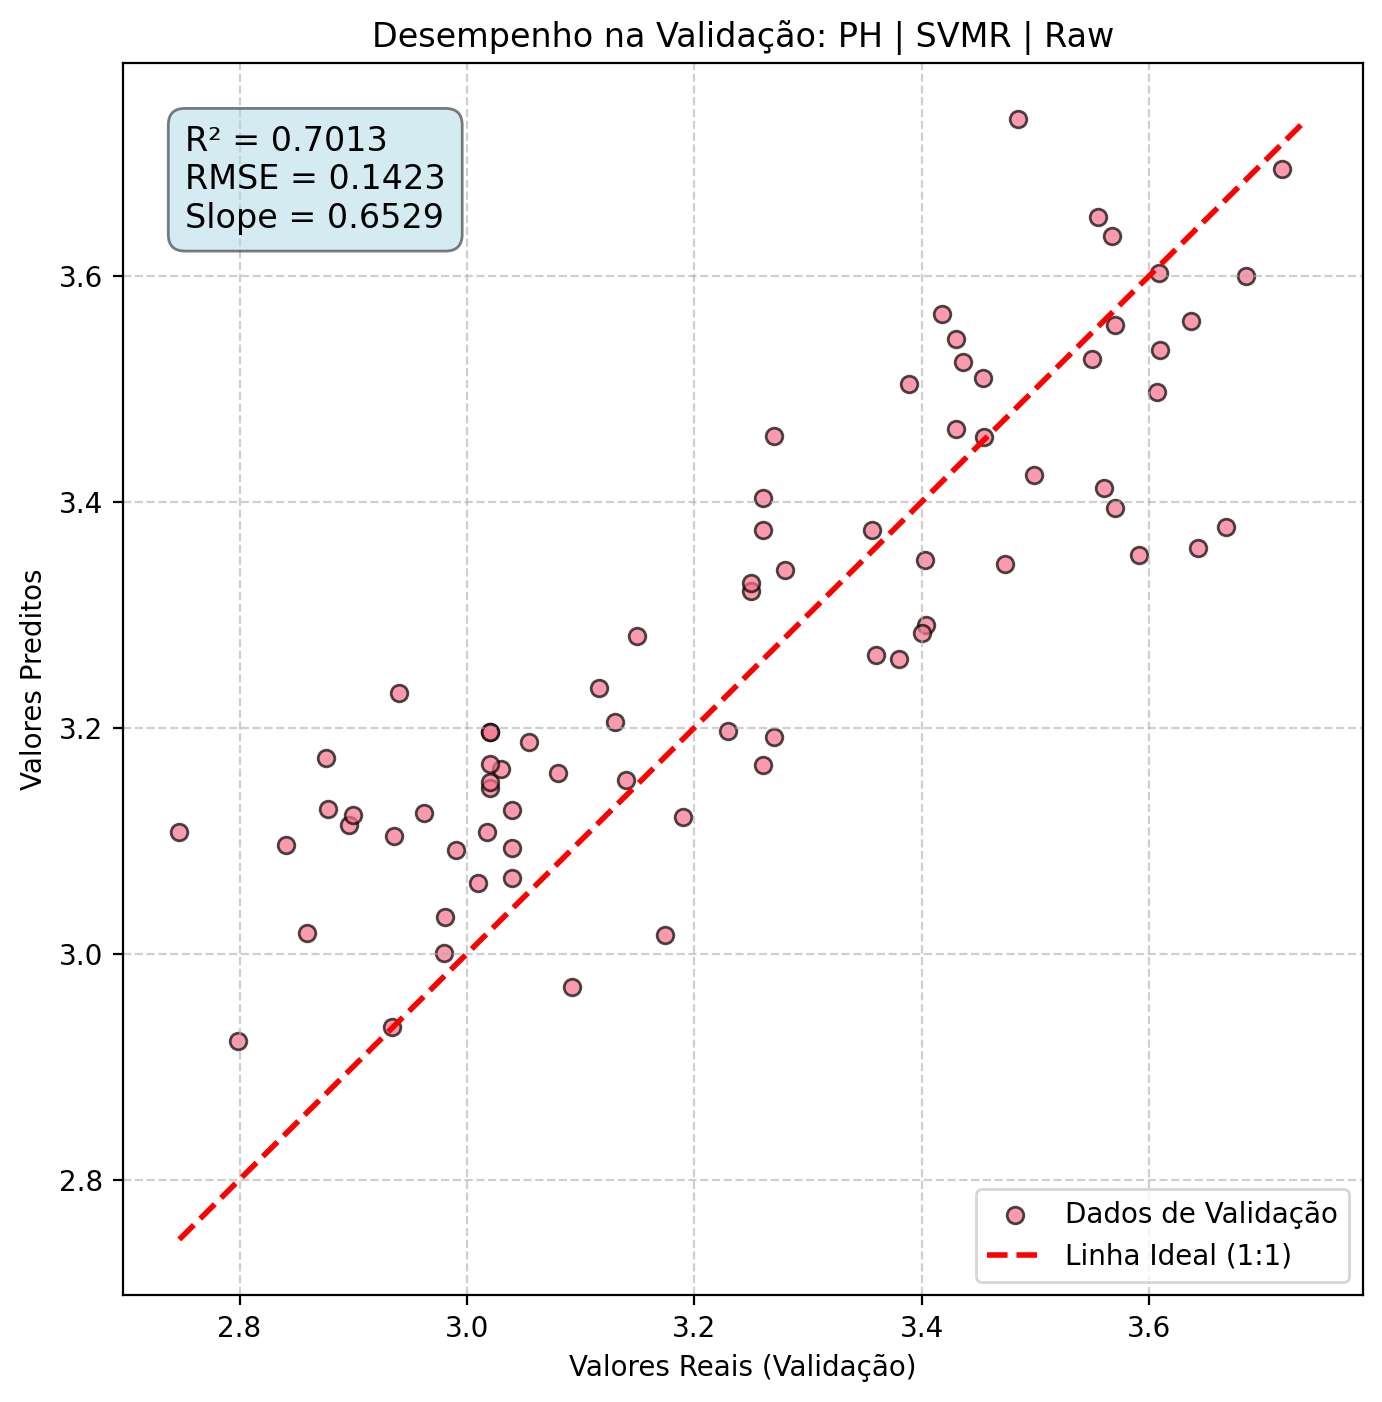 Desempenho na Validação: PH | SVMR | Raw
R² = 0.7013
RMSE = 0.1423
Slope = 0.6529
Valores Preditos
3.6
3.4
3.2
3.0
2.8
Dados de Validação
Linha Ideal (1:1)
2.8 3.0 3.2 3.4 3.6
Valores Reais (Validação)